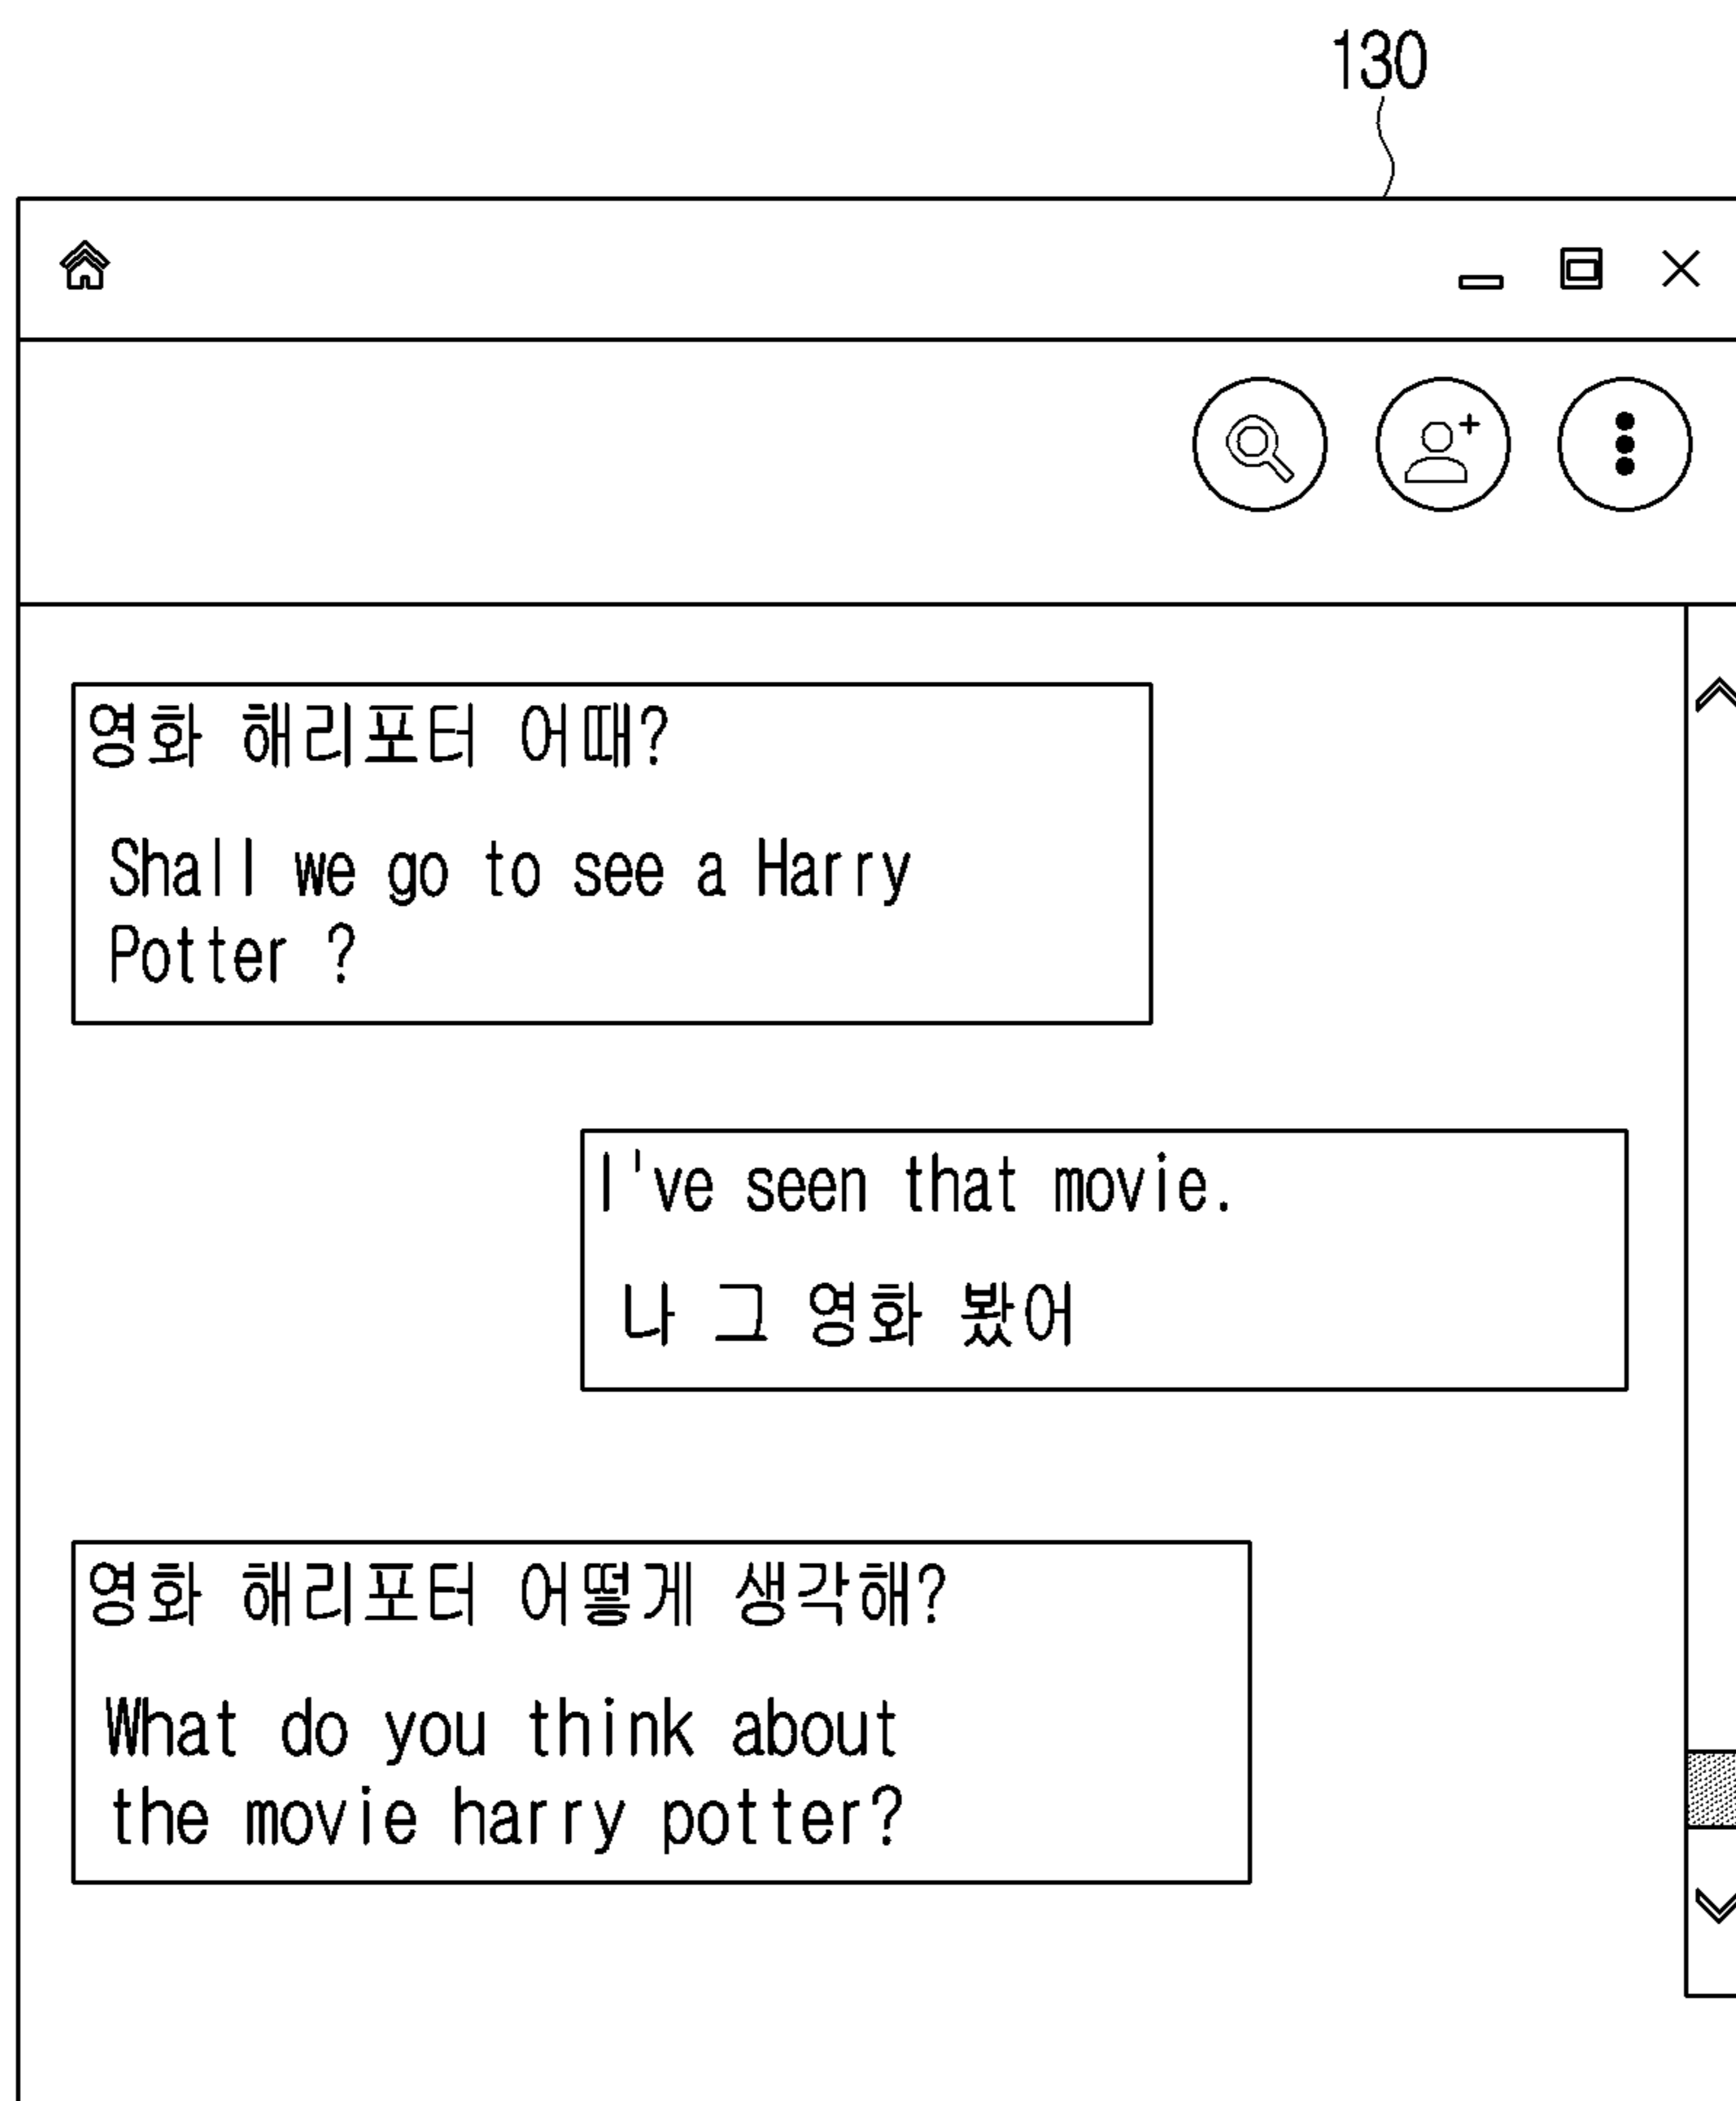 130
영화 해리포터 어때?
Shall we go to see a Harry
Potter ?
I've seen that movie.
나 그 영화 봤어
영화 해리포터 어떻게 생각해?
What do you think about
the movie harry potter?